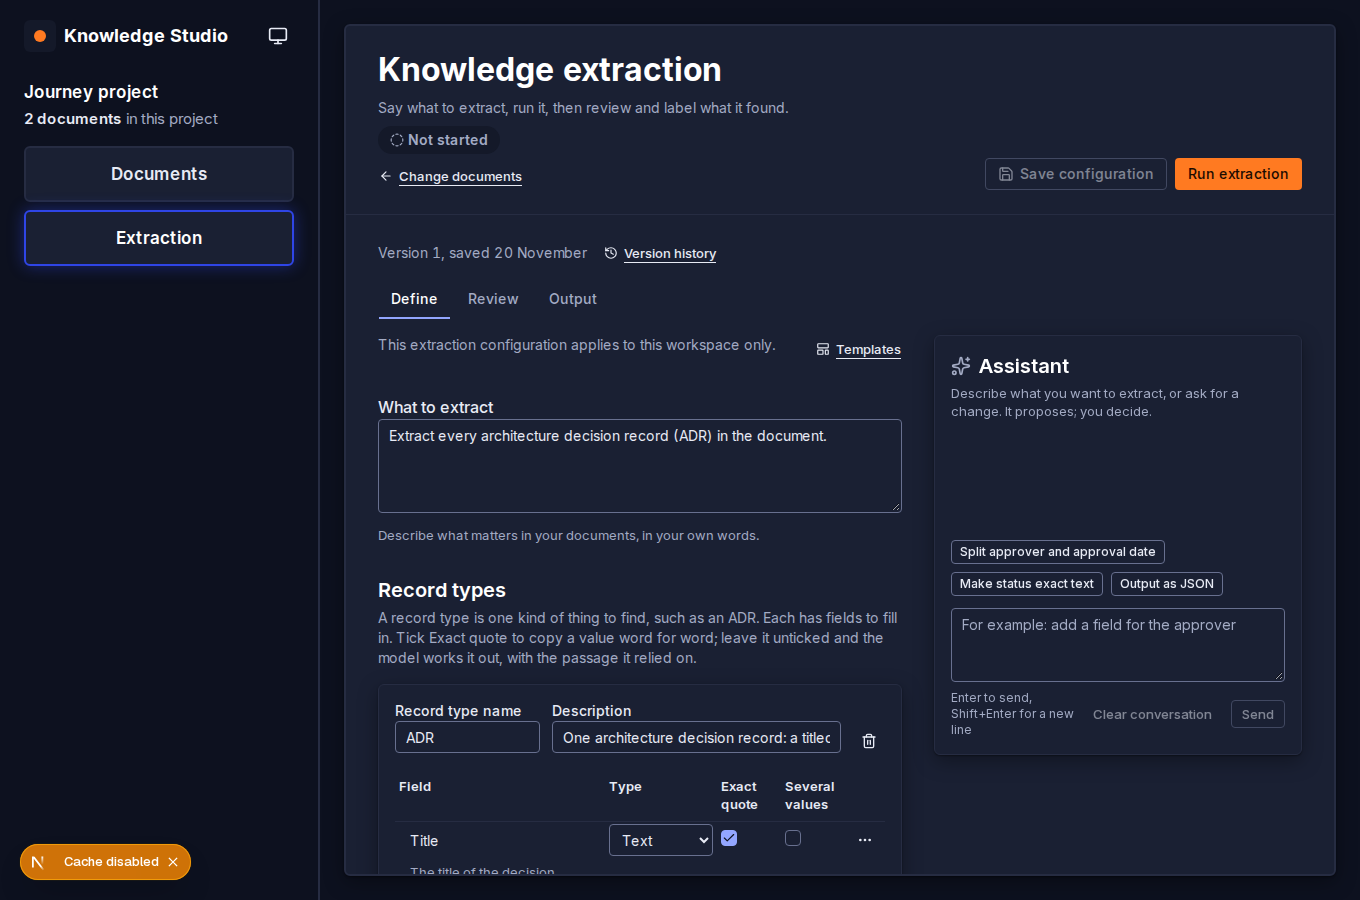 Knowledge Studio
Journey project
2 documents in this project
Documents
Extraction
Cache disabled
Knowledge extraction
Say what to extract, run it, then review and label what it found.
Not started
Change documents
Save configuration
Run extraction
Version 1, saved 20 November
Version history
Define
Review
Output
This extraction configuration applies to this workspace only.
Templates
What to extract
Extract every architecture decision record (ADR) in the document.
Describe what matters in your documents, in your own words.
Record types
A record type is one kind of thing to find, such as an ADR. Each has fields to fill
in. Tick Exact quote to copy a value word for word; leave it unticked and the
model works it out, with the passage it relied on.
Record type name
Description
ADR
One architecture decision record: a titled
Field
Type
Exact
quote
Several
values
Title
Text
The title of the decision
Assistant
Describe what you want to extract, or ask for a
change. It proposes; you decide.
Split approver and approval date
Make status exact text
Output as JSON
For example: add a field for the approver
Enter to send,
Shift+Enter for a new
line
Clear conversation
Send